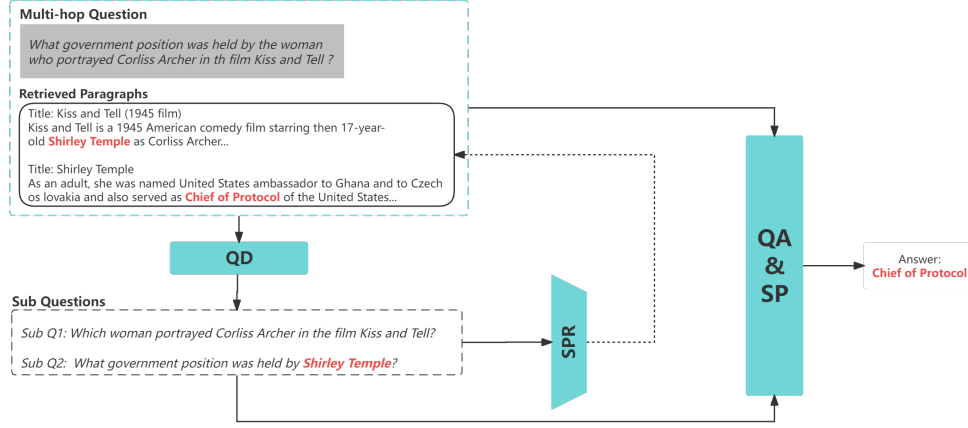 Multi-hop Question
What government position was held by the woman
who portrayed Corliss Archer in th film Kiss and Tell ?
Retrieved Paragraphs
Title: Kiss and Tell (1945 film)
Kiss and Tell is a 1945 American comedy film starring then 17-year-
old Shirley Temple as Corliss Archer...
Title: Shirley Temple
As an adult, she was named United States ambassador to Ghana and to Czech
os lovakia and also served as Chief of Protocol of the United States...
QD
Sub Questions
Sub Q1: Which woman portrayed Corliss Archer in the film Kiss and Tell?
Sub Q2:  What government position was held by Shirley Temple?
SPR
QA
&
SP
Answer:
Chief of Protocol